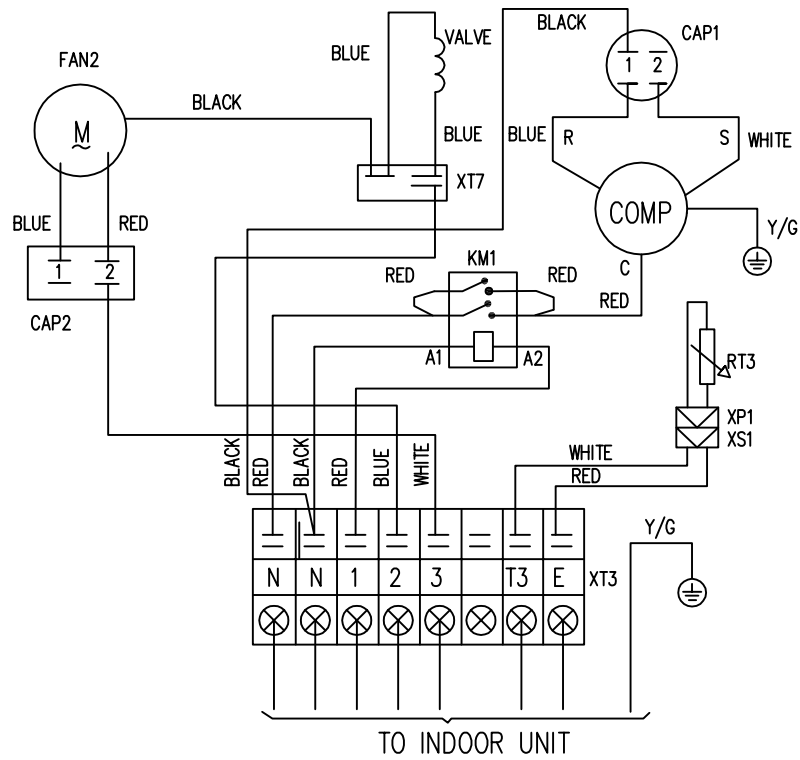 BLACK
CAP1
VALVE
BLUE
FAN2
1 2
BLACK
M
BLUE
BLUE
R
S
WHITE
XT7
COMP
BLUE
RED
Y/G
KM1
C
1 2
RED
RED
RED
CAP2
A1
A2
RT3
XP1
XS1
BLACK
RED
BLACK
RED
BLUE
WHITE
WHITE
RED
Y/G
N N 1 2 3 T3 E
XT3
TO INDOOR UNIT